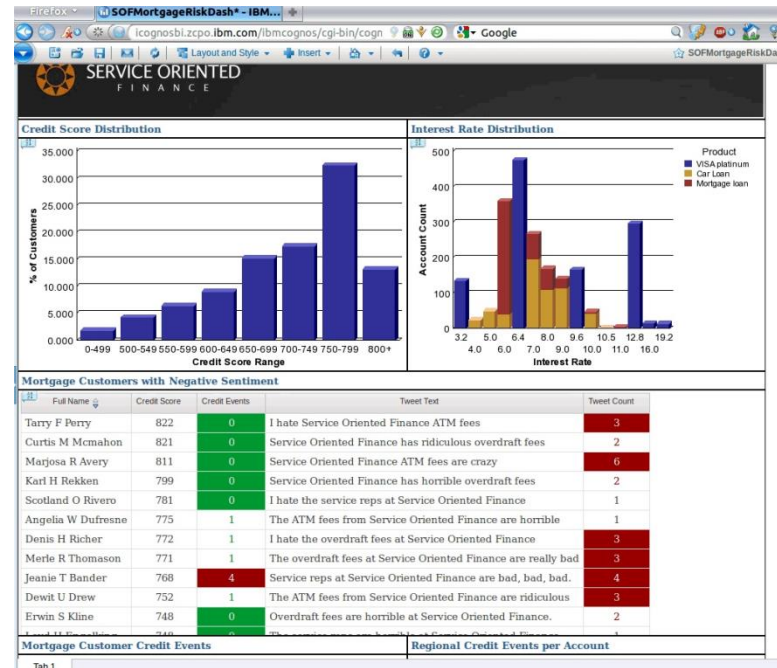 Firefox
SOFMortgageRiskDash* - IBM...
icognosbi.zcpo.ibm.com/ibmcognos/cgi-bin/cogn
Google
Layout and Style
Insert
SOFMortgageRiskDa
SERVICE ORIENTED
FINANCE
Credit Score Distribution
35.000
30.000
25.000
20.000
15.000
10.000
5.000
0.000
% of Customers
0-499 500-549 550-599 600-649 650-699 700-749 750-799 800+
Credit Score Range
Interest Rate Distribution
500
400
300
200
100
0
Account Count
3.2 5.0 6.4 8.0 9.6 10.5 12.8 19.2
4.0 6.0 7.0 9.0 10.0 11.0 16.0
Interest Rate
Product
VISA platinum
Car Loan
Mortgage loan
Mortgage Customers with Negative Sentiment
Full Name Credit Score Credit Events Tweet Text Tweet Count
Tarry F Perry 822 0 I hate Service Oriented Finance ATM fees 3
Curtis M Mcmahon 821 0 Service Oriented Finance has ridiculous overdraft fees 2
Marjosa R Avery 811 0 Service Oriented Finance ATM fees are crazy 6
Karl H Rekken 799 0 Service Oriented Finance has horrible overdraft fees 2
Scotland O Rivero 781 0 I hate the service reps at Service Oriented Finance 1
Angelia W Dufresne 775 1 The ATM fees from Service Oriented Finance are horrible 1
Denis H Richer 772 1 I hate the overdraft fees at Service Oriented Finance 3
Merle R Thomason 771 1 The overdraft fees at Service Oriented Finance are really bad 3
Jeanie T Bander 768 4 Service reps at Service Oriented Finance are bad, bad, bad. 4
Dewit U Drew 752 1 The ATM fees from Service Oriented Finance are ridiculous 3
Erwin S Kline 748 0 Overdraft fees are horrible at Service Oriented Finance. 2
Mortgage Customer Credit Events
Regional Credit Events per Account
Tab 1